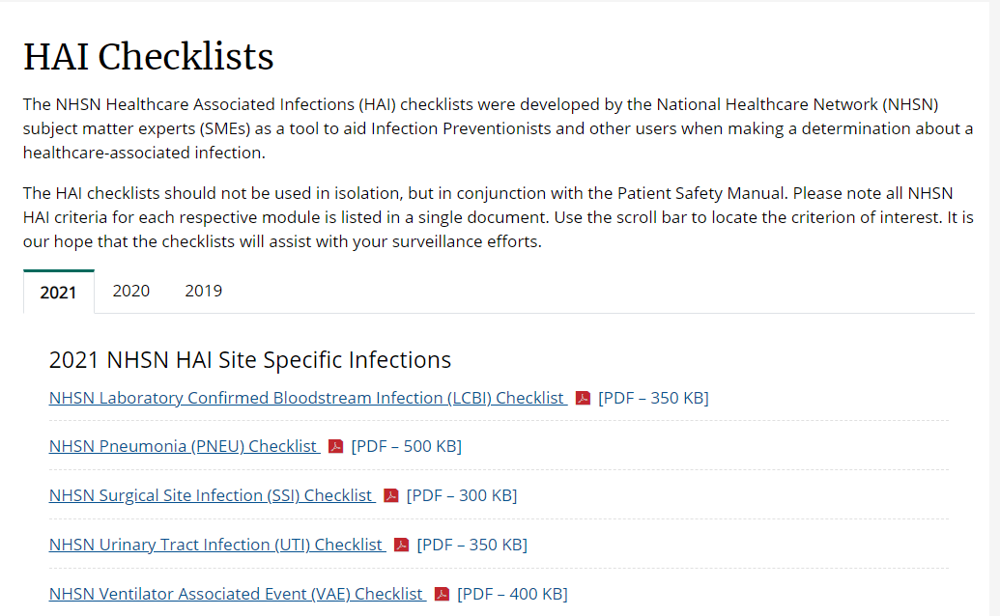 HAI Checklists
The NHSN Healthcare Associated Infections (HAI) checklists were developed by the National Healthcare Network (NHSN)
subject matter experts (SMEs) as a tool to aid Infection Preventionists and other users when making a determination about a
healthcare-associated infection.
The HAI checklists should not be used in isolation, but in conjunction with the Patient Safety Manual. Please note all NHSN
HAI criteria for each respective module is listed in a single document. Use the scroll bar to locate the criterion of interest. It is
our hope that the checklists will assist with your surveillance efforts.
2021 2020 2019
2021 NHSN HAI Site Specific Infections
NHSN Laboratory Confirmed Bloodstream Infection (LCBI) Checklist [PDF – 350 KB]
NHSN Pneumonia (PNEU) Checklist [PDF – 500 KB]
NHSN Surgical Site Infection (SSI) Checklist [PDF – 300 KB]
NHSN Urinary Tract Infection (UTI) Checklist [PDF – 350 KB]
NHSN Ventilator Associated Event (VAE) Checklist [PDF – 400 KB]